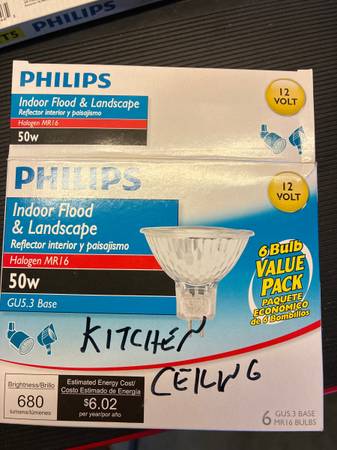 PHILIPS
Indoor Flood & Landscape
Reflector interior y paisajismo
Halogen MR16
50w
12
VOLT
PHILIPS
12
VOLT
Indoor Flood
& Landscape
Reflector interior y paisajismo
Halogen MR16
50w
GU5.3 Base
6 Bulb
VALUE
PACK
PAQUETE
ECONÓMICO
de 6 Bombillos
KITCHEN
CEILING
Brightness/Brillo
680
lumens/lúmenes
Estimated Energy Cost/
Costo Estimado de Energía
$6.02
per year/por año
6 GU5.3 BASE
MR16 BULBS